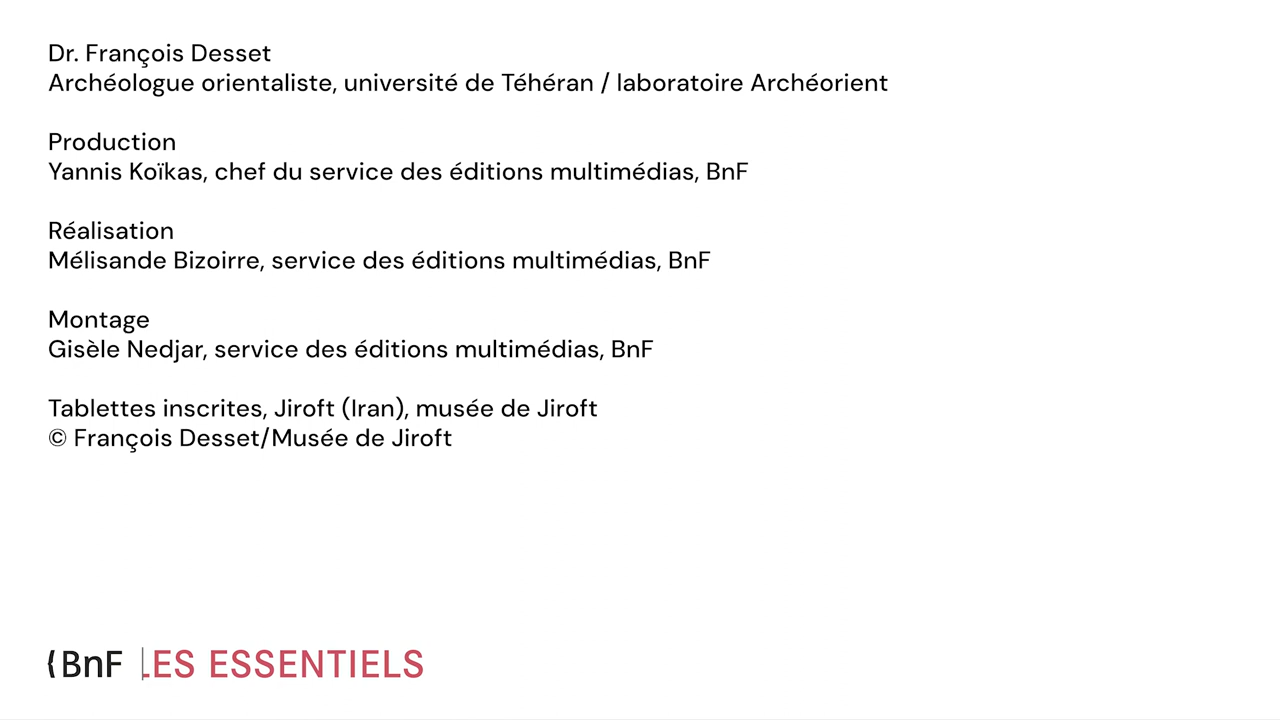 Dr. François Desset
Archéologue orientaliste, université de Téhéran / laboratoire Archéorient
Production
Yannis Koïkas, chef du service des éditions multimédias, BnF
Réalisation
Mélisande Bizoirre, service des éditions multimédias, BnF
Montage
Gisèle Nedjar, service des éditions multimédias, BnF
Tablettes inscrites, Jiroft (Iran), musée de Jiroft
© François Desset/Musée de Jiroft
{BnF LES ESSENTIELS